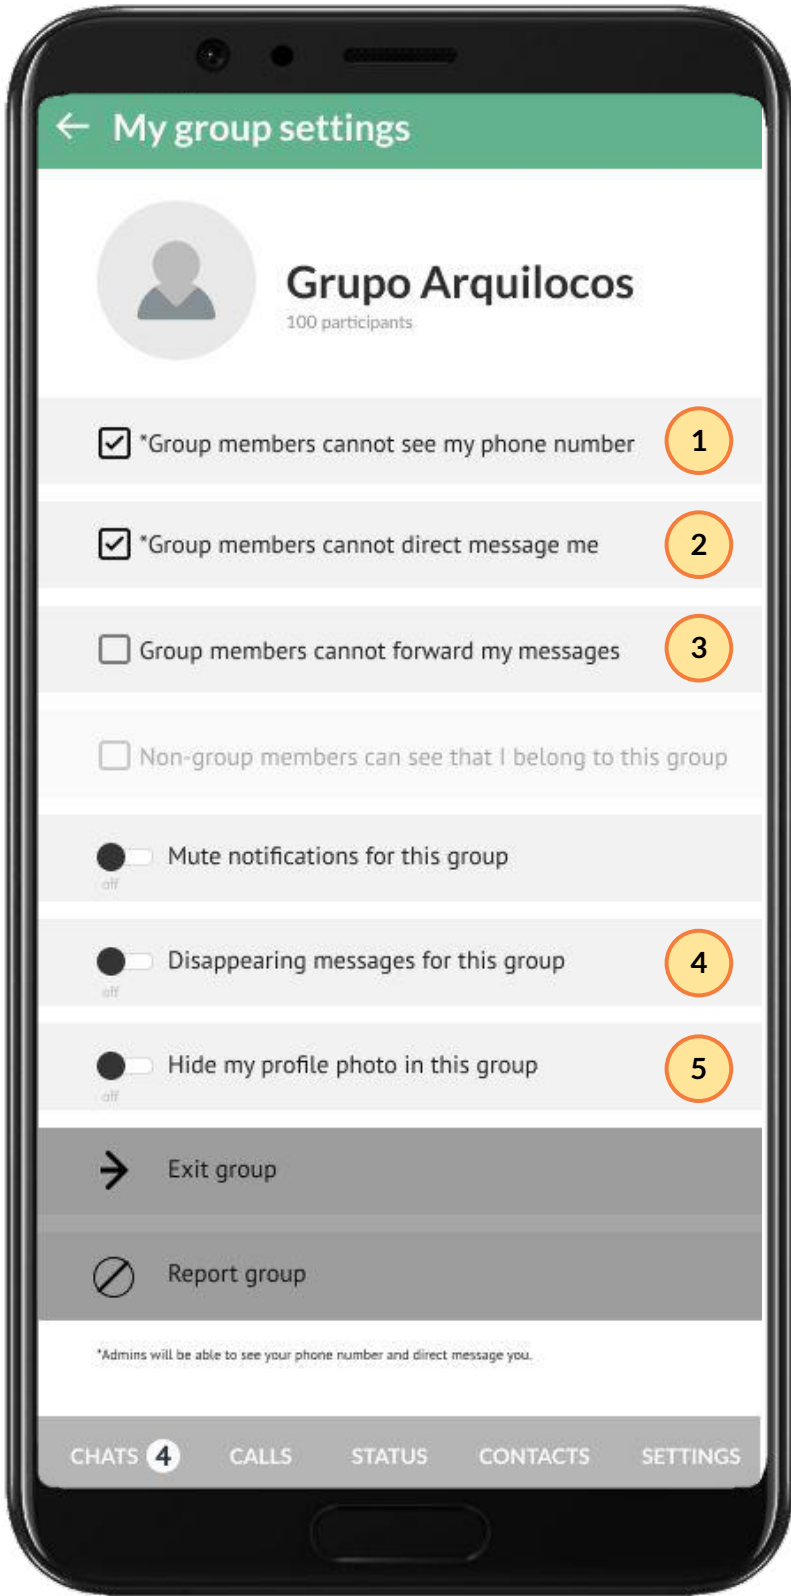 My group settings
Grupo Arquilocos
100 participants
*Group members cannot see my phone number
1
*Group members cannot direct message me
2
Group members cannot forward my messages
3
Non-group members can see that I belong to this group
Mute notifications for this group
off
Disappearing messages for this group
off
4
Hide my profile photo in this group
off
5
Exit group
Report group
*Admins will be able to see your phone number and direct message you.
CHATS 4 CALLS STATUS CONTACTS SETTINGS